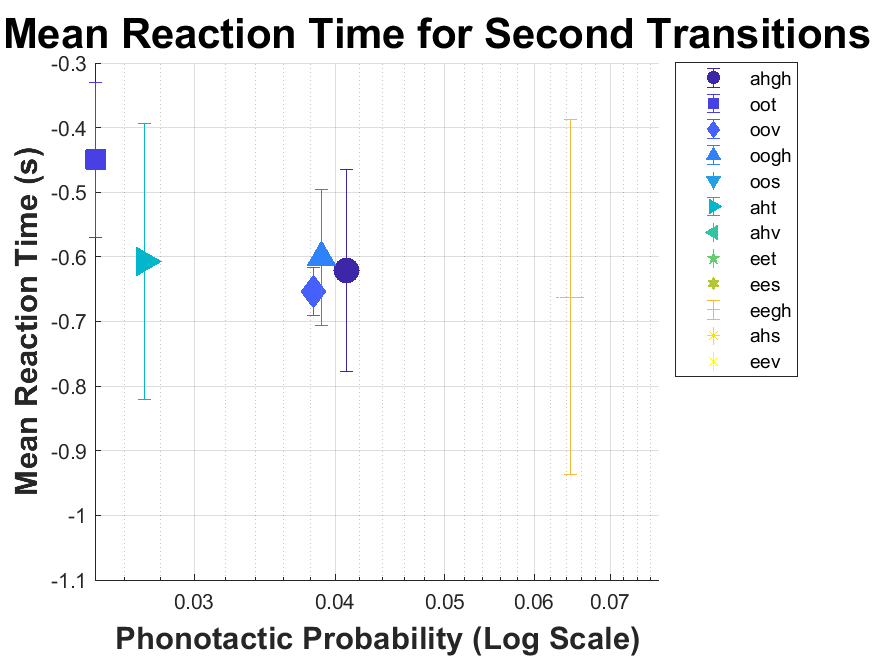 Mean Reaction Time for Second Transitions
Mean Reaction Time (s)
-0.3
-0.4
-0.5
-0.6
-0.7
-0.8
-0.9
-1
-1.1
0.03 0.04 0.05 0.06 0.07
Phonotactic Probability (Log Scale)
ahgh
oot
oov
oogh
oos
aht
ahv
eet
ees
eegh
ahs
eev